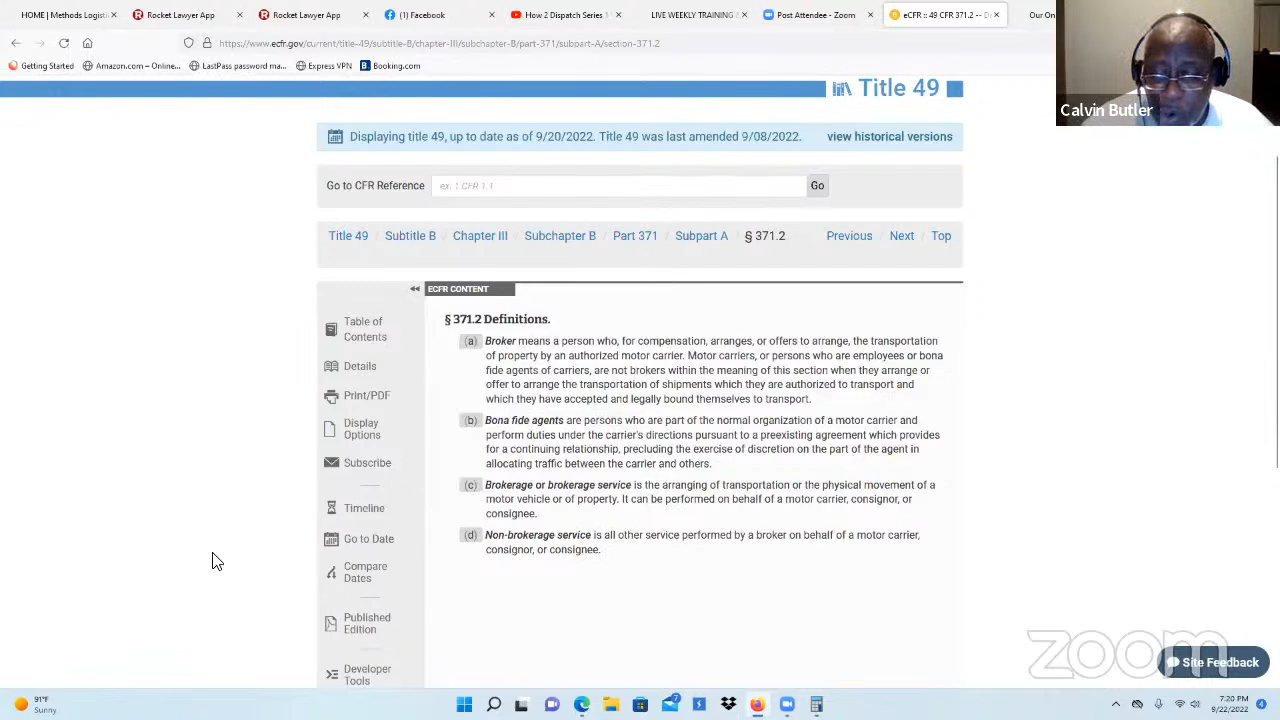 HOME | Methods Logistic
Rocket Law App
Rocket Lawyer App
(1) Facebook
How 2 Dispatch Series 1
LIVE WEEKLY TRAINING
Post Attendee - Zoom
eCFR :: 49 CFR 371.2 -- De
Our On
https://www.ecfr.gov/current/title-49/subtitle-B/chapter-III/subchapter-B/part-371/subpart-A/section-371.2
Getting Started
Amazon.com – Online...
LastPass password ma...
Express VPN
Booking.com
Calvin Butler
Title 49
Displaying title 49, up to date as of 9/20/2022. Title 49 was last amended 9/08/2022.
view historical versions
Go to CFR Reference
ex. 1 CFR 1.1
Go
Title 49 / Subtitle B / Chapter III / Subchapter B / Part 371 / Subpart A / § 371.2
Previous / Next / Top
ECFR CONTENT
Table of
Contents
Details
Print/PDF
Display
Options
Subscribe
Timeline
Go to Date
Compare
Dates
Published
Edition
Developer
Tools
§ 371.2 Definitions.
(a) Broker means a person who, for compensation, arranges, or offers to arrange, the transportation
of property by an authorized motor carrier. Motor carriers, or persons who are employees or bona
fide agents of carriers, are not brokers within the meaning of this section when they arrange or
offer to arrange the transportation of shipments which they are authorized to transport and
which they have accepted and legally bound themselves to transport.
(b) Bona fide agents are persons who are part of the normal organization of a motor carrier and
perform duties under the carrier's directions pursuant to a preexisting agreement which provides
for a continuing relationship, precluding the exercise of discretion on the part of the agent in
allocating traffic between the carrier and others.
(c) Brokerage or brokerage service is the arranging of transportation or the physical movement of a
motor vehicle or of property. It can be performed on behalf of a motor carrier, consignor, or
consignee.
(d) Non-brokerage service is all other service performed by a broker on behalf of a motor carrier,
consignor, or consignee.
zoom
Site Feedback
91°F
Sunny
7
7:20 PM
9/22/2022
4